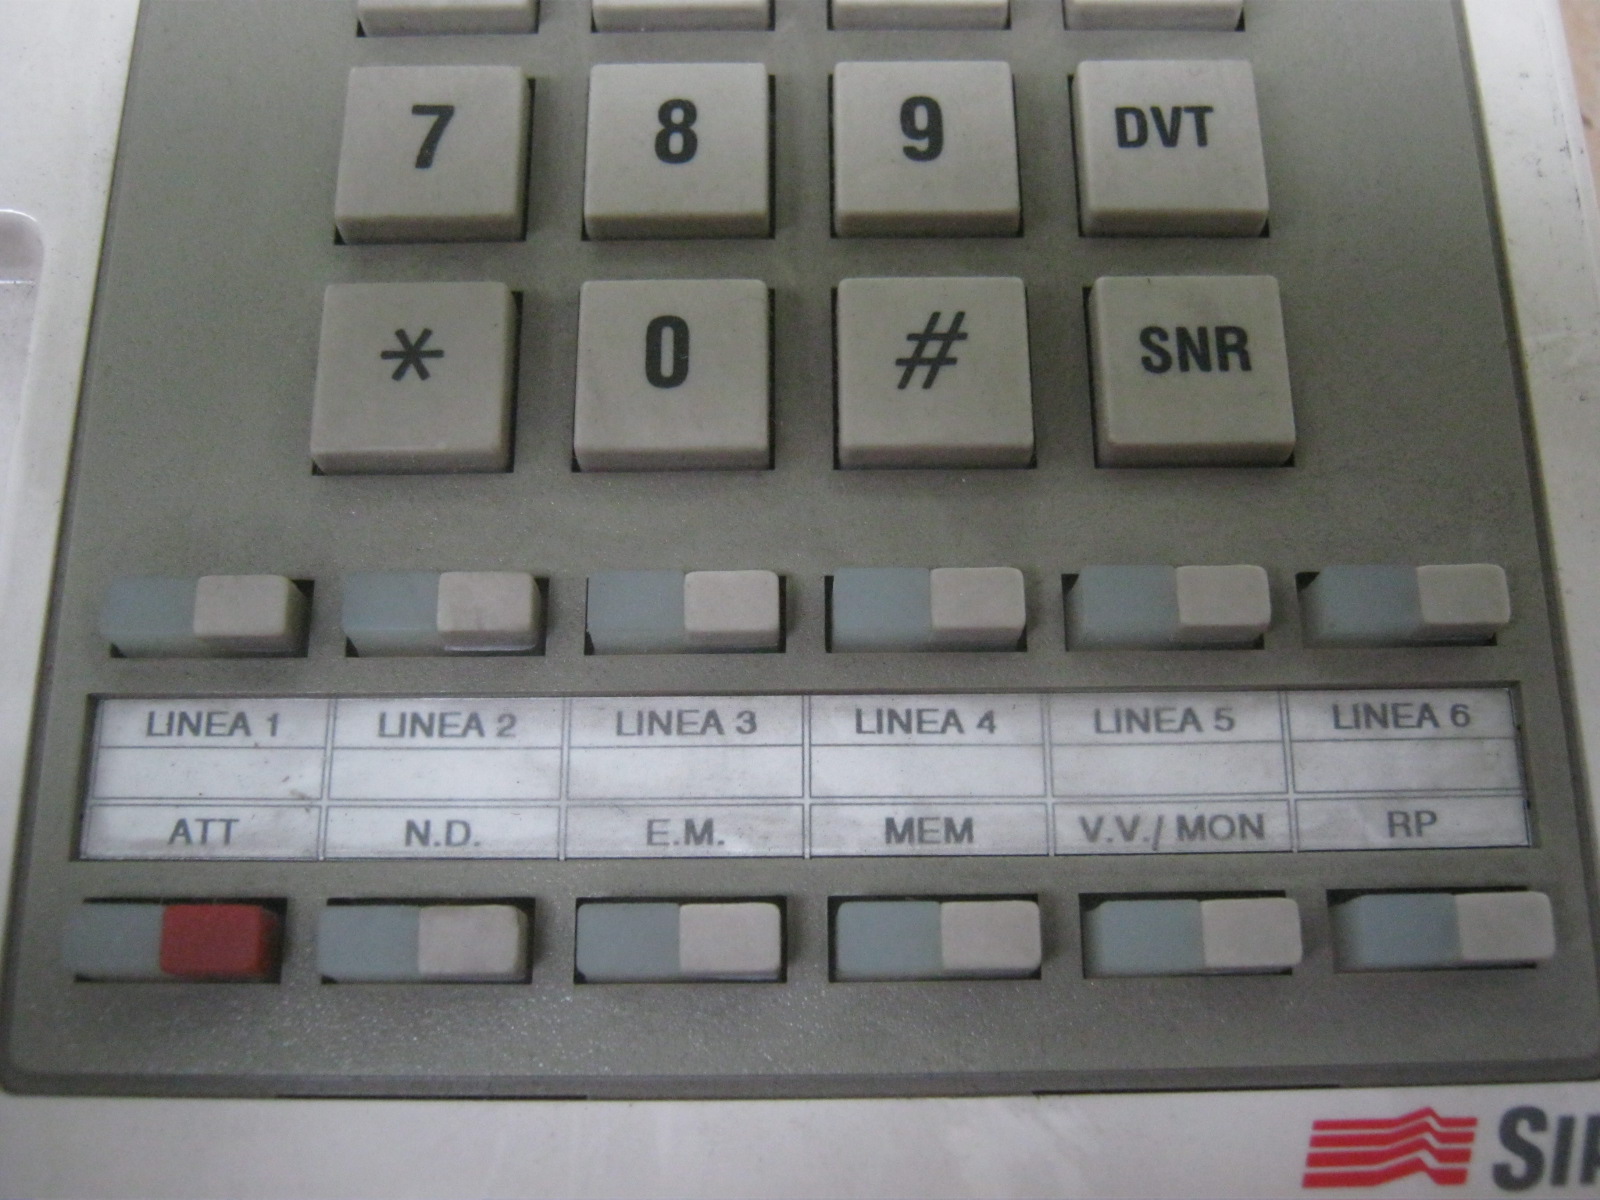 7 8 9 DVT
* 0 # SNR
LINEA 1 LINEA 2 LINEA 3 LINEA 4 LINEA 5 LINEA 6
ATT N.D. E.M. MEM V.V./ MON RP